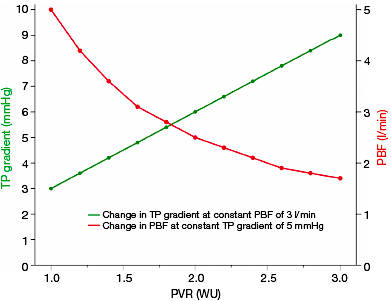 10
9
8
7
6
5
4
3
2
1
0
TP gradient (mmHg)
5
4
3
2
1
0
PBF (l/min)
Change in TP gradient at constant PBF of 3 l/min
Change in PBF at constant TP gradient of 5 mmHg
1.0 1.5 2.0 2.5 3.0
PVR (WU)